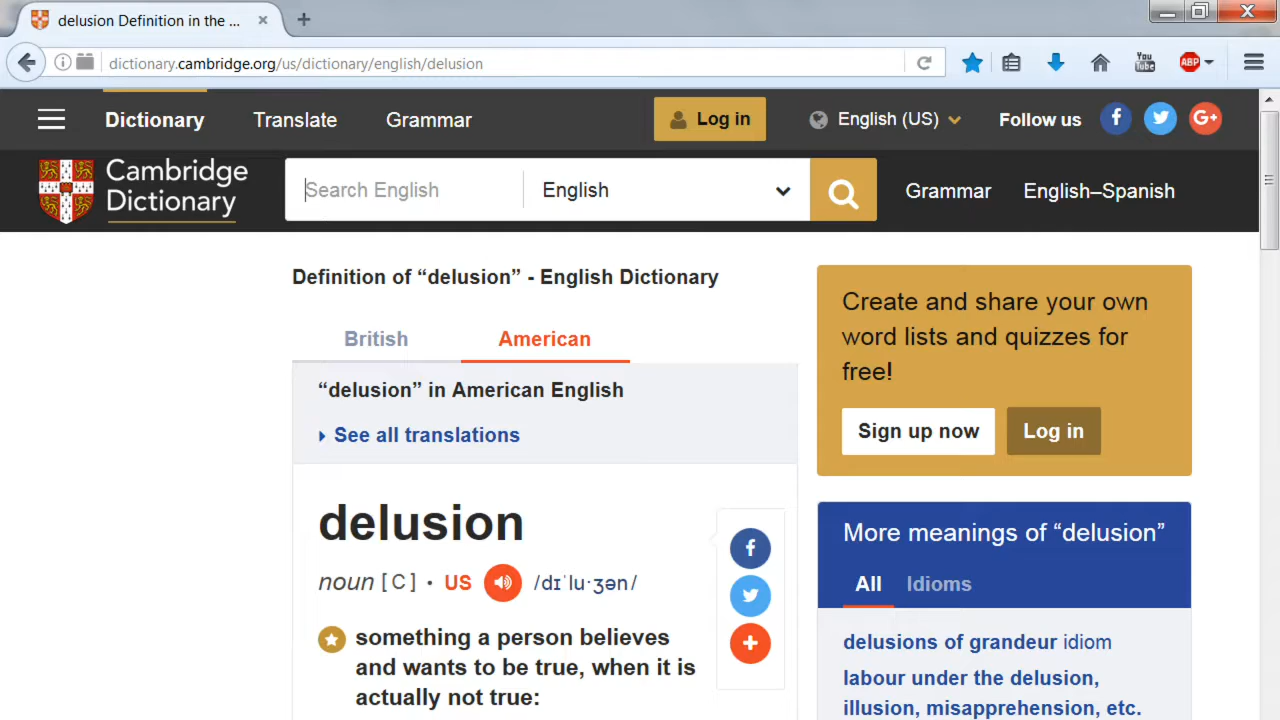 delusion Definition in the ...
dictionary.cambridge.org/us/dictionary/english/delusion
You Tube
ABP
Dictionary
Translate
Grammar
Log in
English (US)
Follow us
G+
Cambridge
Dictionary
Search English
English
Grammar
English–Spanish
Definition of “delusion” - English Dictionary
British
American
“delusion” in American English
See all translations
delusion
noun [C] • US /dɪˈlu·ʒən/
something a person believes
and wants to be true, when it is
actually not true:
Create and share your own
word lists and quizzes for
free!
Sign up now
Log in
More meanings of “delusion”
All
Idioms
delusions of grandeur idiom
labour under the delusion,
illusion, misapprehension, etc.